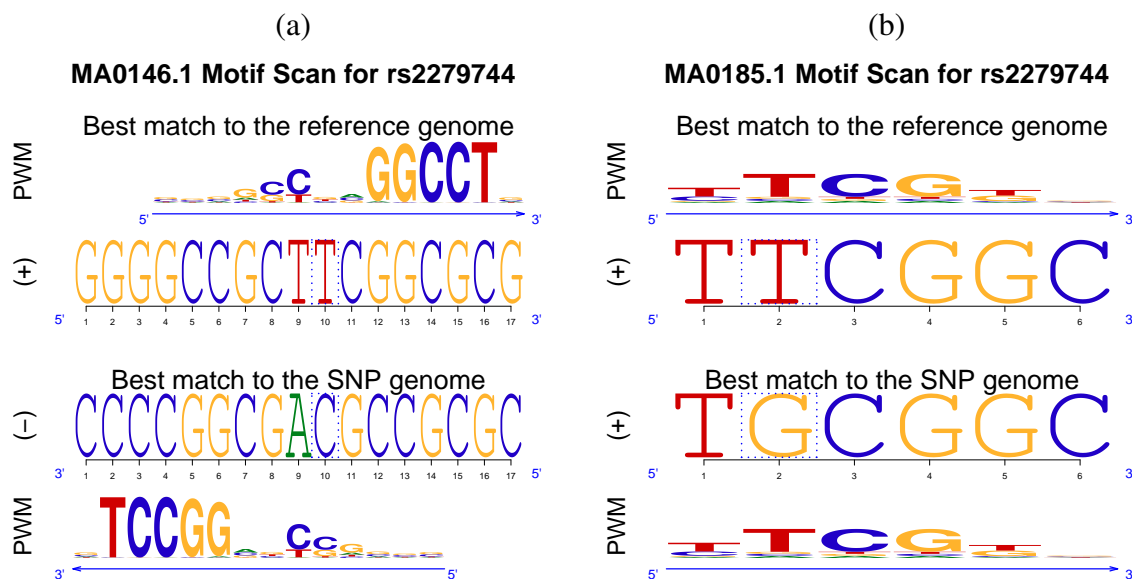 (a)
MA0146.1 Motif Scan for rs2279744
Best match to the reference genome
PWM
GGCCT
5' 3'
(+)
GGGGCCGCTTCGGCGCG
5' 1 2 3 4 5 6 7 8 9 10 11 12 13 14 15 16 17 3'
Best match to the SNP genome
(−)
CCCCGGCGACGCCGCGC
3' 1 2 3 4 5 6 7 8 9 10 11 12 13 14 15 16 17 5'
PWM
TCCGG
3' 5'
(b)
MA0185.1 Motif Scan for rs2279744
Best match to the reference genome
PWM
TTCGT
5' 3'
(+)
TTCGGC
5' 1 2 3 4 5 6 3'
Best match to the SNP genome
(+)
TGCGGC
5' 1 2 3 4 5 6 3'
PWM
TTCGT
5' 3'